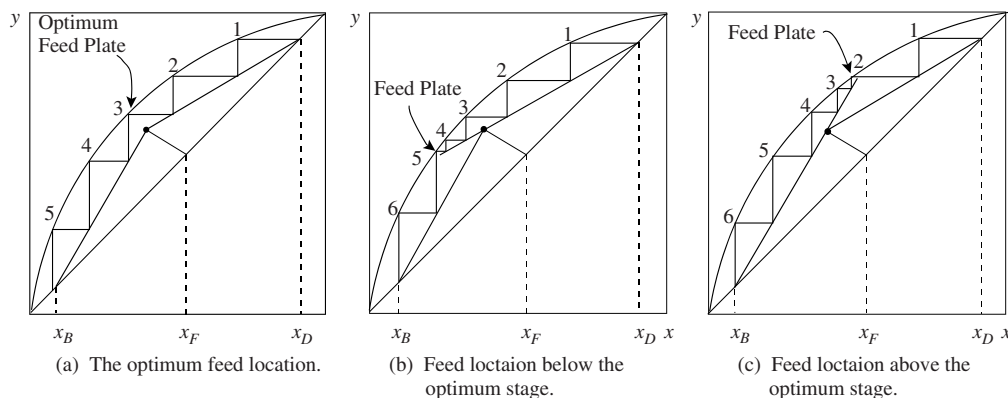 y
Optimum
Feed Plate
1
2
3
4
5
x_B
x_F
x_D
(a) The optimum feed location.
y
Feed Plate
1
2
3
4
5
6
x_B
x_F
x_D x
(b) Feed loctaion below the
optimum stage.
y
Feed Plate
1
2
3
4
5
6
x_B
x_F
x_D x
(c) Feed loctaion above the
optimum stage.